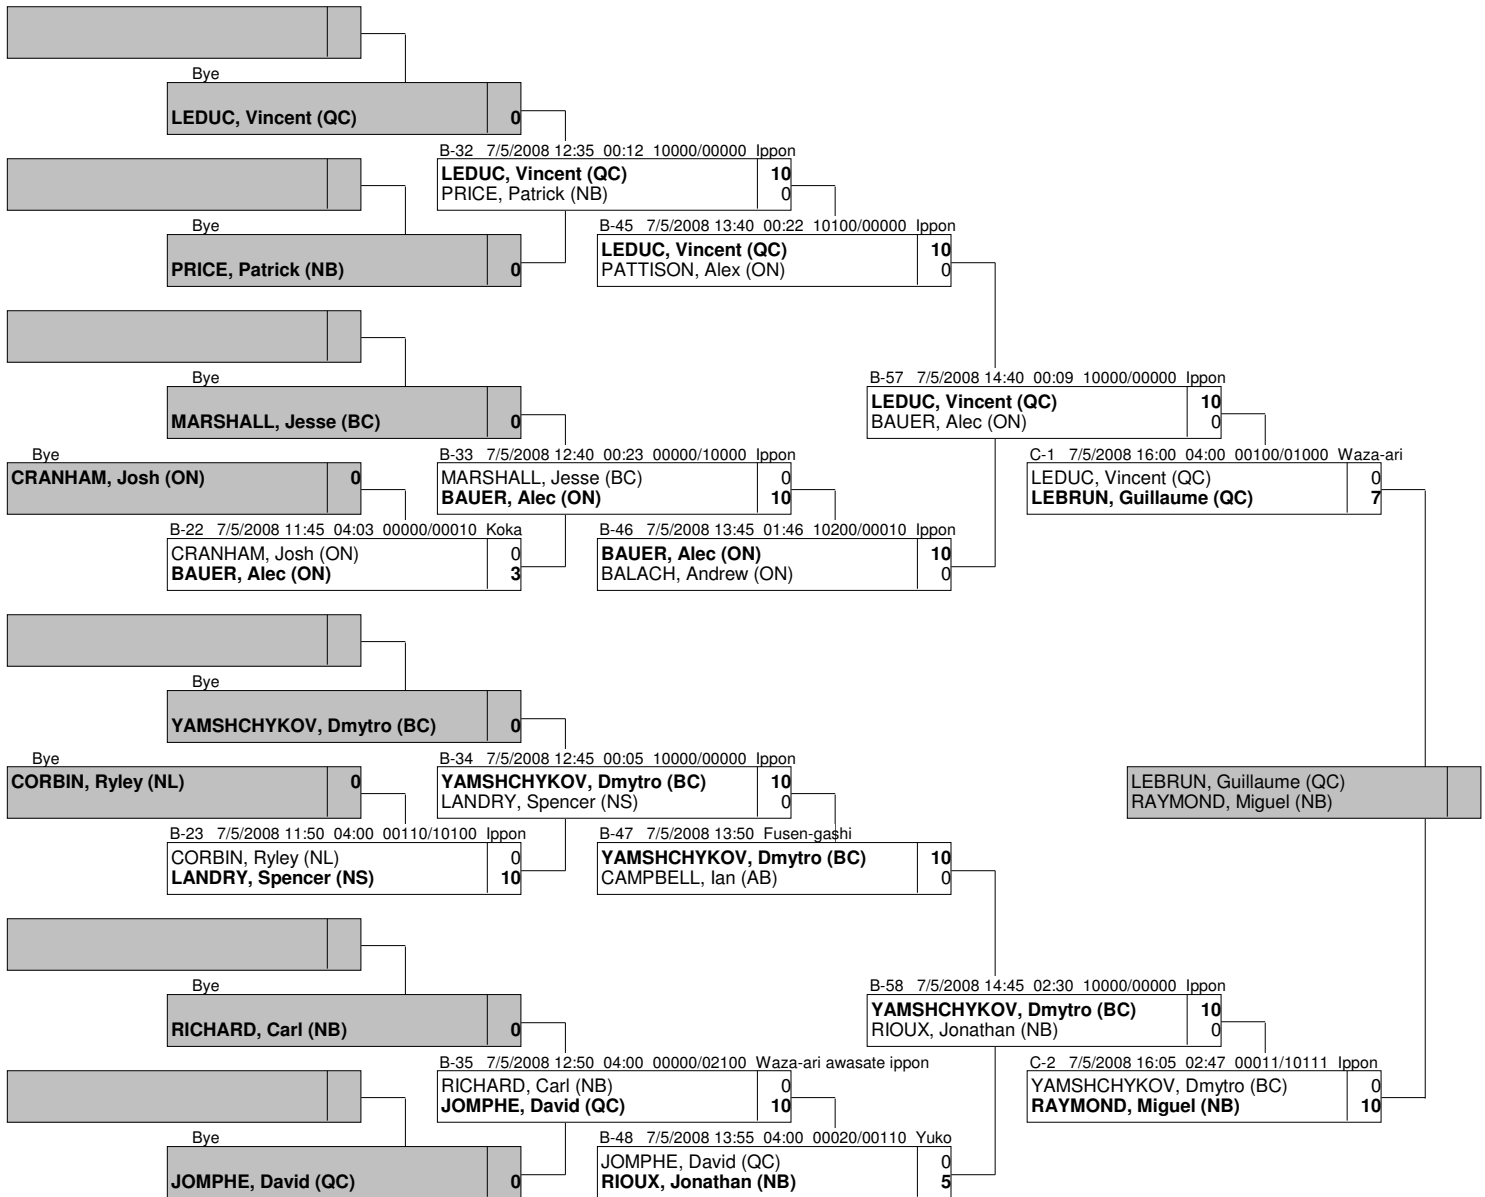 Bye
LEDUC, Vincent (QC) 0
B-32 7/5/2008 12:35 00:12 10000/00000 Ippon
LEDUC, Vincent (QC) 10
PRICE, Patrick (NB) 0
Bye
PRICE, Patrick (NB) 0
B-45 7/5/2008 13:40 00:22 10100/00000 Ippon
LEDUC, Vincent (QC) 10
PATTISON, Alex (ON) 0
Bye
MARSHALL, Jesse (BC) 0
B-57 7/5/2008 14:40 00:09 10000/00000 Ippon
LEDUC, Vincent (QC) 10
BAUER, Alec (ON) 0
Bye
CRANHAM, Josh (ON) 0
B-33 7/5/2008 12:40 00:23 00000/10000 Ippon
MARSHALL, Jesse (BC) 0
BAUER, Alec (ON) 10
C-1 7/5/2008 16:00 04:00 00100/01000 Waza-ari
LEDUC, Vincent (QC) 0
LEBRUN, Guillaume (QC) 7
B-22 7/5/2008 11:45 04:03 00000/00010 Koka
CRANHAM, Josh (ON) 0
BAUER, Alec (ON) 3
B-46 7/5/2008 13:45 01:46 10200/00010 Ippon
BAUER, Alec (ON) 10
BALACH, Andrew (ON) 0
Bye
YAMSHCHYKOV, Dmytro (BC) 0
Bye
CORBIN, Ryley (NL) 0
B-34 7/5/2008 12:45 00:05 10000/00000 Ippon
YAMSHCHYKOV, Dmytro (BC) 10
LANDRY, Spencer (NS) 0
LEBRUN, Guillaume (QC)
RAYMOND, Miguel (NB)
B-23 7/5/2008 11:50 04:00 00110/10100 Ippon
CORBIN, Ryley (NL) 0
LANDRY, Spencer (NS) 10
B-47 7/5/2008 13:50 Fusen-gashi
YAMSHCHYKOV, Dmytro (BC) 10
CAMPBELL, Ian (AB) 0
Bye
RICHARD, Carl (NB) 0
B-58 7/5/2008 14:45 02:30 10000/00000 Ippon
YAMSHCHYKOV, Dmytro (BC) 10
RIOUX, Jonathan (NB) 0
B-35 7/5/2008 12:50 04:00 00000/02100 Waza-ari awasate ippon
RICHARD, Carl (NB) 0
JOMPHE, David (QC) 10
C-2 7/5/2008 16:05 02:47 00011/10111 Ippon
YAMSHCHYKOV, Dmytro (BC) 0
RAYMOND, Miguel (NB) 10
Bye
JOMPHE, David (QC) 0
B-48 7/5/2008 13:55 04:00 00020/00110 Yuko
JOMPHE, David (QC) 0
RIOUX, Jonathan (NB) 5